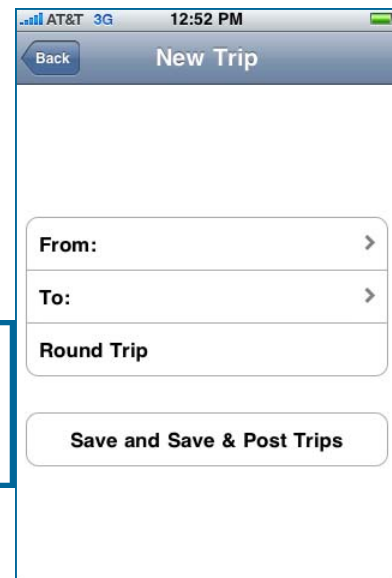 AT&T 3G 12:52 PM
Back New Trip
From:
To:
Round Trip
Save and Save & Post Trips